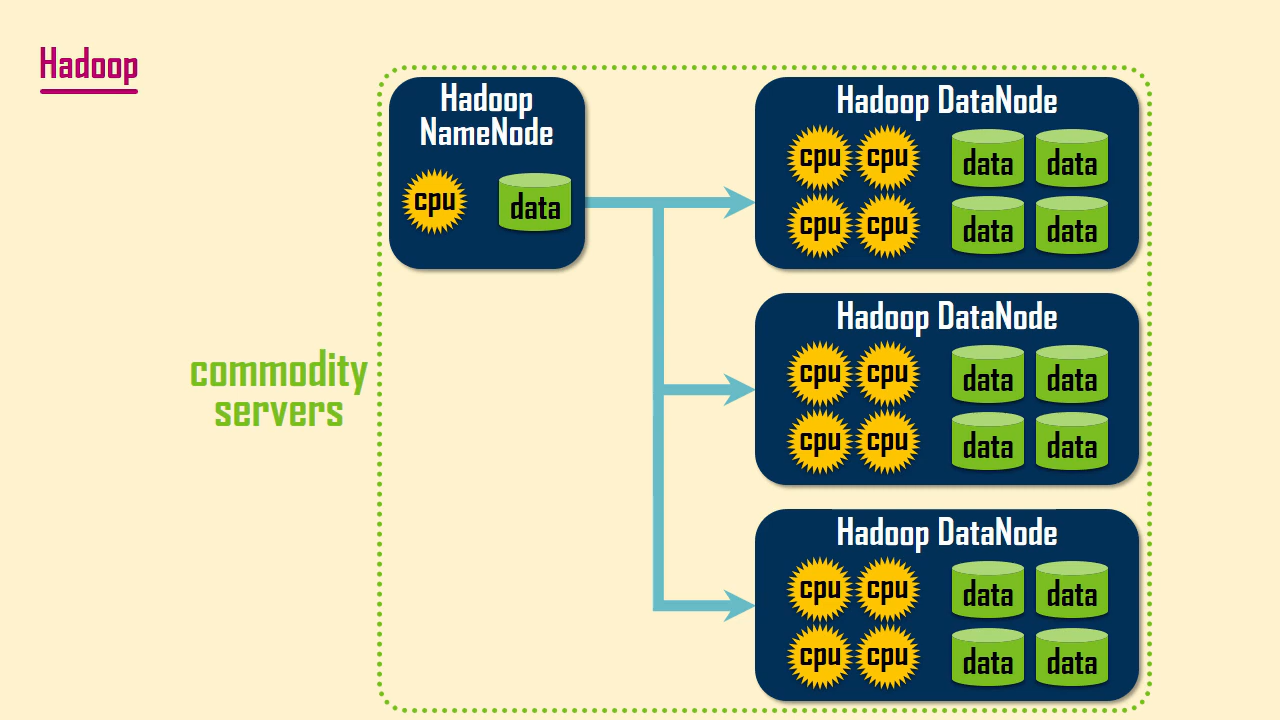 Hadoop
Hadoop
NameNode
cpu
data
commodity
servers
Hadoop DataNode
cpu cpu data data
cpu cpu data data
Hadoop DataNode
cpu cpu data data
cpu cpu data data
Hadoop DataNode
cpu cpu data data
cpu cpu data data